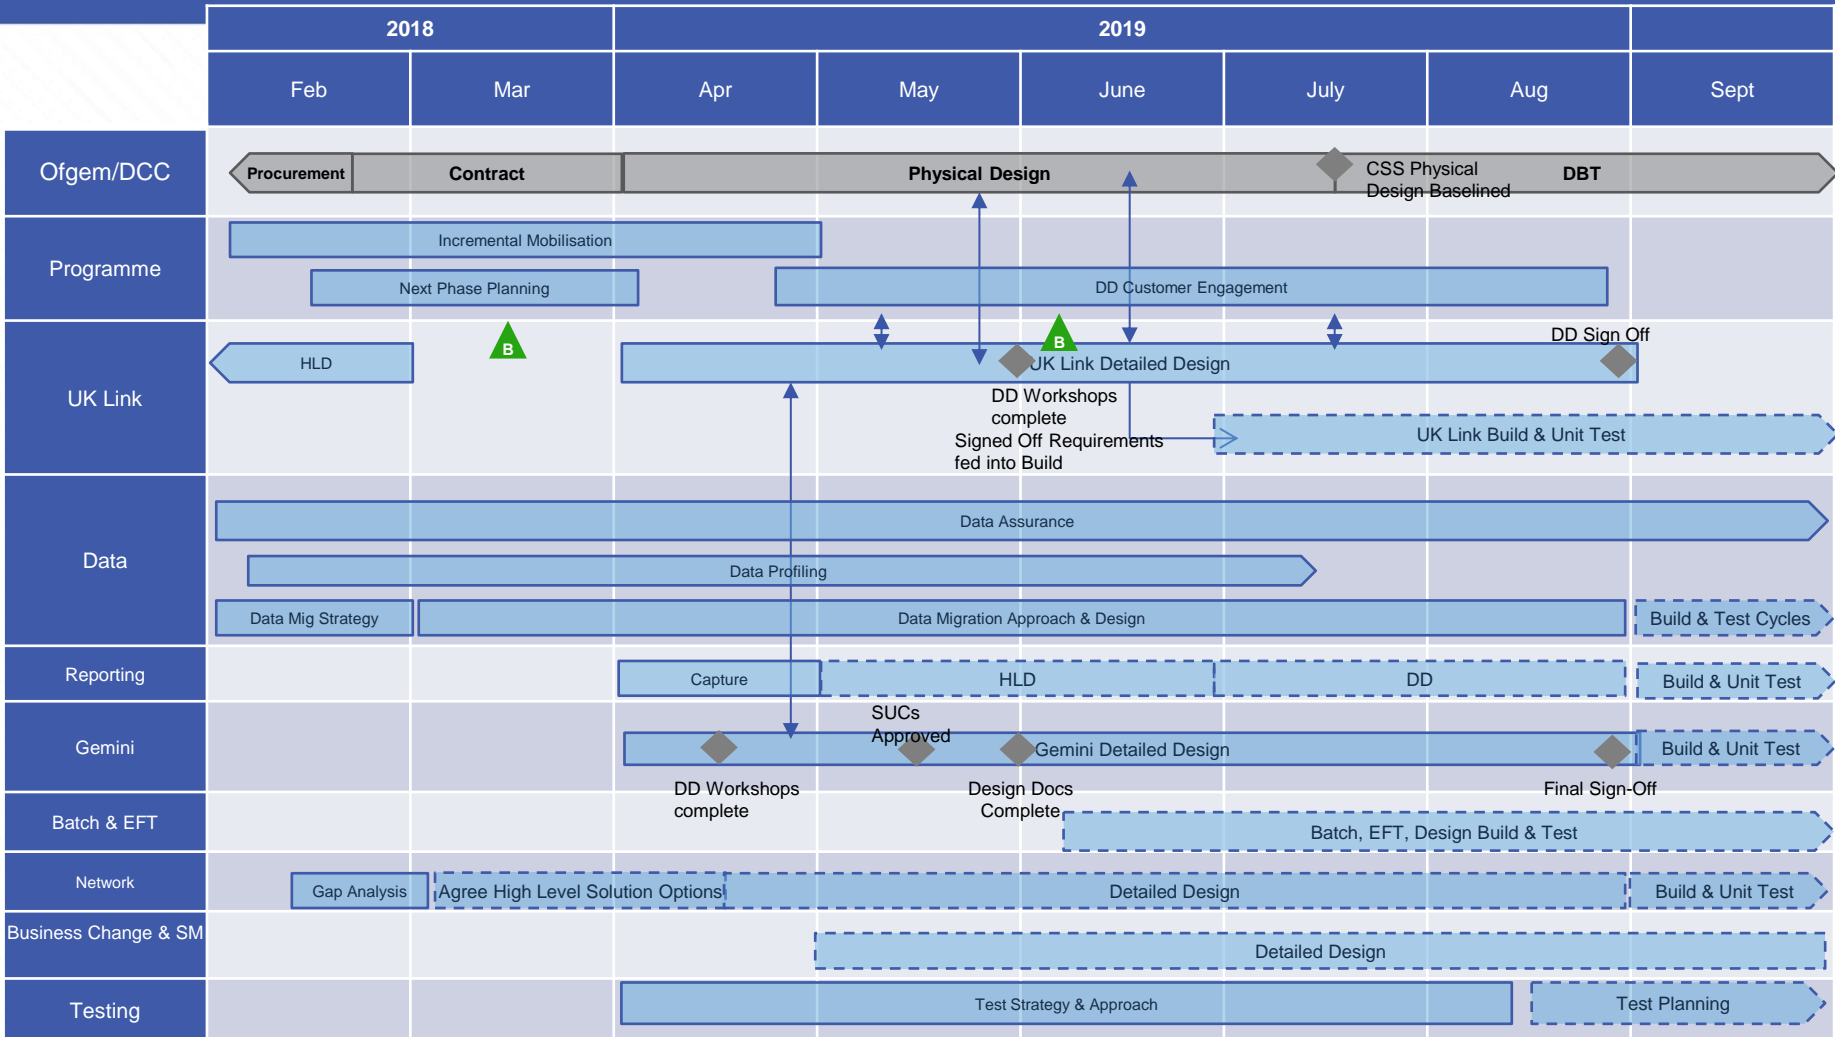 2018
2019
Feb
Mar
Apr
May
June
July
Aug
Sept
Ofgem/DCC
Procurement
Contract
Physical Design
CSS Physical
Design Baselined
DBT
Programme
Incremental Mobilisation
Next Phase Planning
DD Customer Engagement
UK Link
HLD
B
B
UK Link Detailed Design
DD Sign Off
DD Workshops
complete
Signed Off Requirements
fed into Build
UK Link Build & Unit Test
Data
Data Assurance
Data Profiling
Data Mig Strategy
Data Migration Approach & Design
Build & Test Cycles
Reporting
Capture
HLD
DD
Build & Unit Test
Gemini
SUCs
Approved
Gemini Detailed Design
Build & Unit Test
DD Workshops
complete
Design Docs
Complete
Final Sign-Off
Batch & EFT
Batch, EFT, Design Build & Test
Network
Gap Analysis
Agree High Level Solution Options
Detailed Design
Build & Unit Test
Business Change & SM
Detailed Design
Testing
Test Strategy & Approach
Test Planning